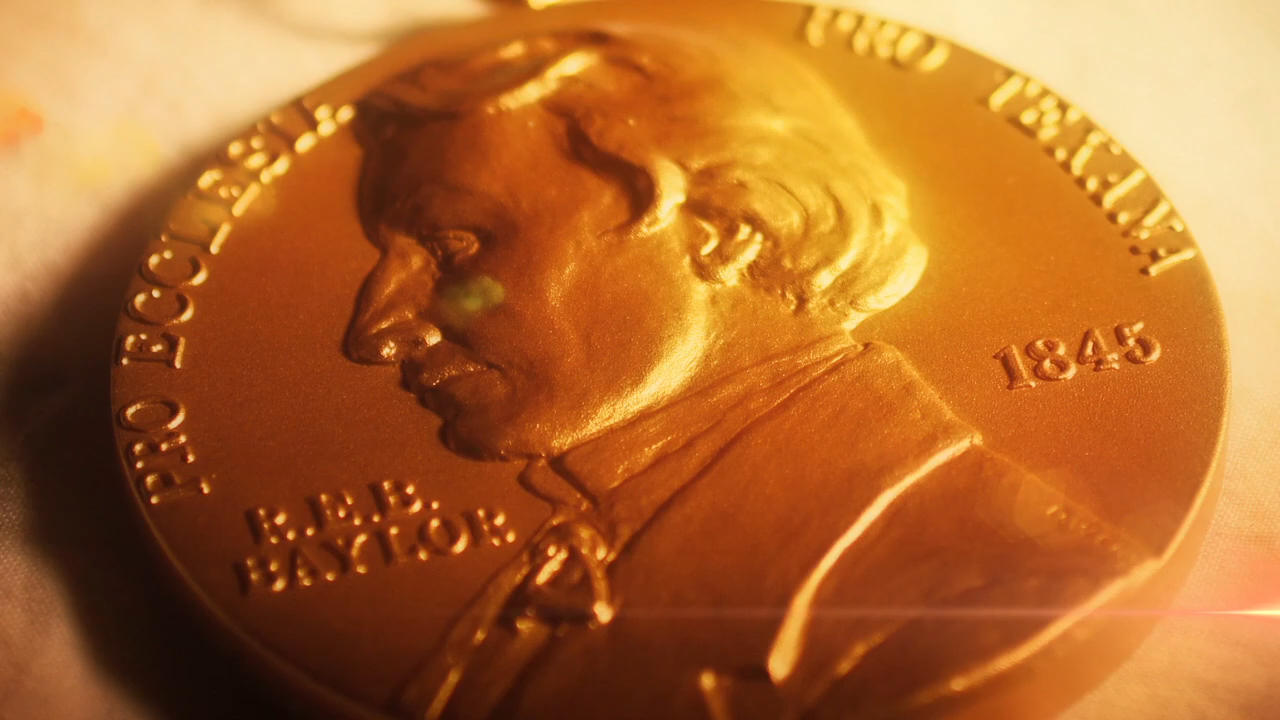 PRO ECCLESIA
PRO TEXANA
1845
R.E.B.
BAYLOR